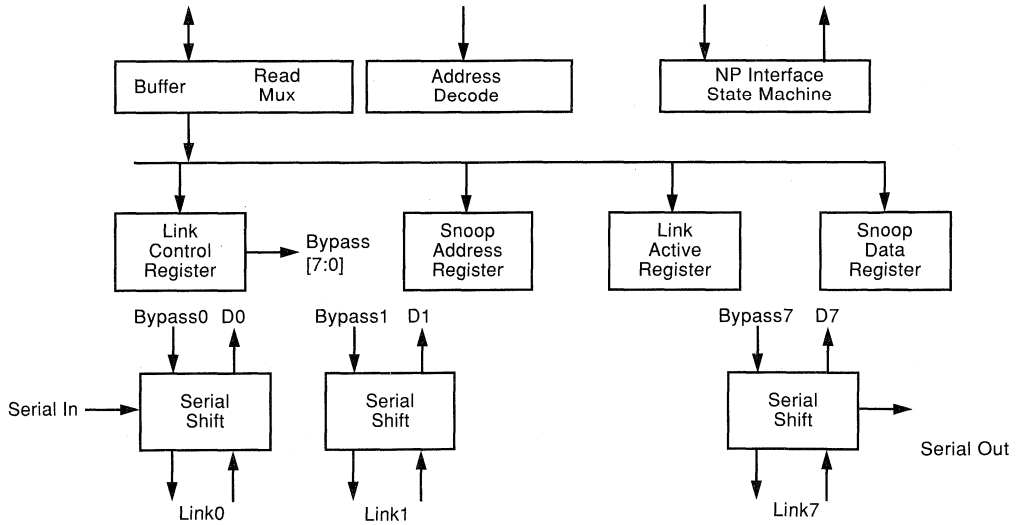 Buffer
Read
Mux
Address
Decode
NP Interface
State Machine
Link
Control
Register
Bypass
[7:0]
Snoop
Address
Register
Link
Active
Register
Snoop
Data
Register
Bypass0 D0
Bypass1 D1
Bypass7 D7
Serial In
Serial
Shift
Serial
Shift
Serial
Shift
Serial Out
Link0
Link1
Link7